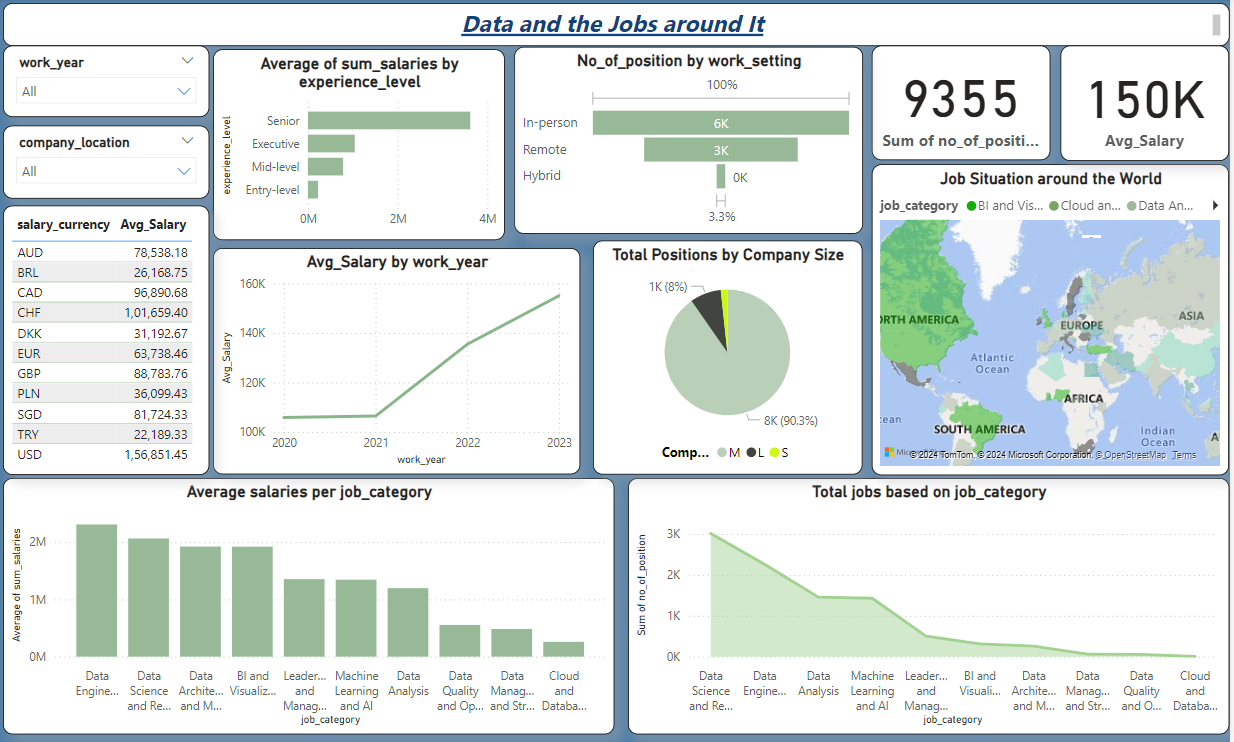 Data and the Jobs around It
work_year
All
company_location
All
salary_currency Avg_Salary
AUD 78,538.18
BRL 26,168.75
CAD 96,890.68
CHF 1,01,659.40
DKK 31,192.67
EUR 63,738.46
GBP 88,783.76
PLN 36,099.43
SGD 81,724.33
TRY 22,189.33
USD 1,56,851.45
Average of sum_salaries by
experience_level
experience_level
Senior
Executive
Mid-level
Entry-level
0M 2M 4M
No_of_position by work_setting
100%
In-person 6K
Remote 3K
Hybrid 0K
3.3%
9355
Sum of no_of_positi...
150K
Avg_Salary
Avg_Salary by work_year
Avg_Salary
160K
140K
120K
100K
2020 2021 2022 2023
work_year
Total Positions by Company Size
1K (8%)
8K (90.3%)
Comp... M L S
Job Situation around the World
job_category BI and Vis... Cloud an... Data An...
RTH AMERICA
EUROPE
ASIA
Atlantic
Ocean
AFRICA
ean
SOUTH AMERICA
Indian
Ocean
A
© 2024 TomTom, © 2024 Microsoft Corporation, © OpenStreetMap Terms
Average salaries per job_category
Average of sum_salaries
2M
1M
0M
Data Data Data BI and Leader... Machine Data Data Data Cloud
Engine... Science Archite... Visualiz... and Learning Analysis Quality Manag... and
and Re... and M... Manag... and AI and Op... and Str... Databa...
job_category
Total jobs based on job_category
Sum of no_of_position
3K
2K
1K
0K
Data Data Data Machine Leader... BI and Data Data Data Cloud
Science Engine... Analysis Learning and Visuali... Archite... Manag... Quality and
and Re... and AI Manag... and M... and Str... and O... Databa...
job_category